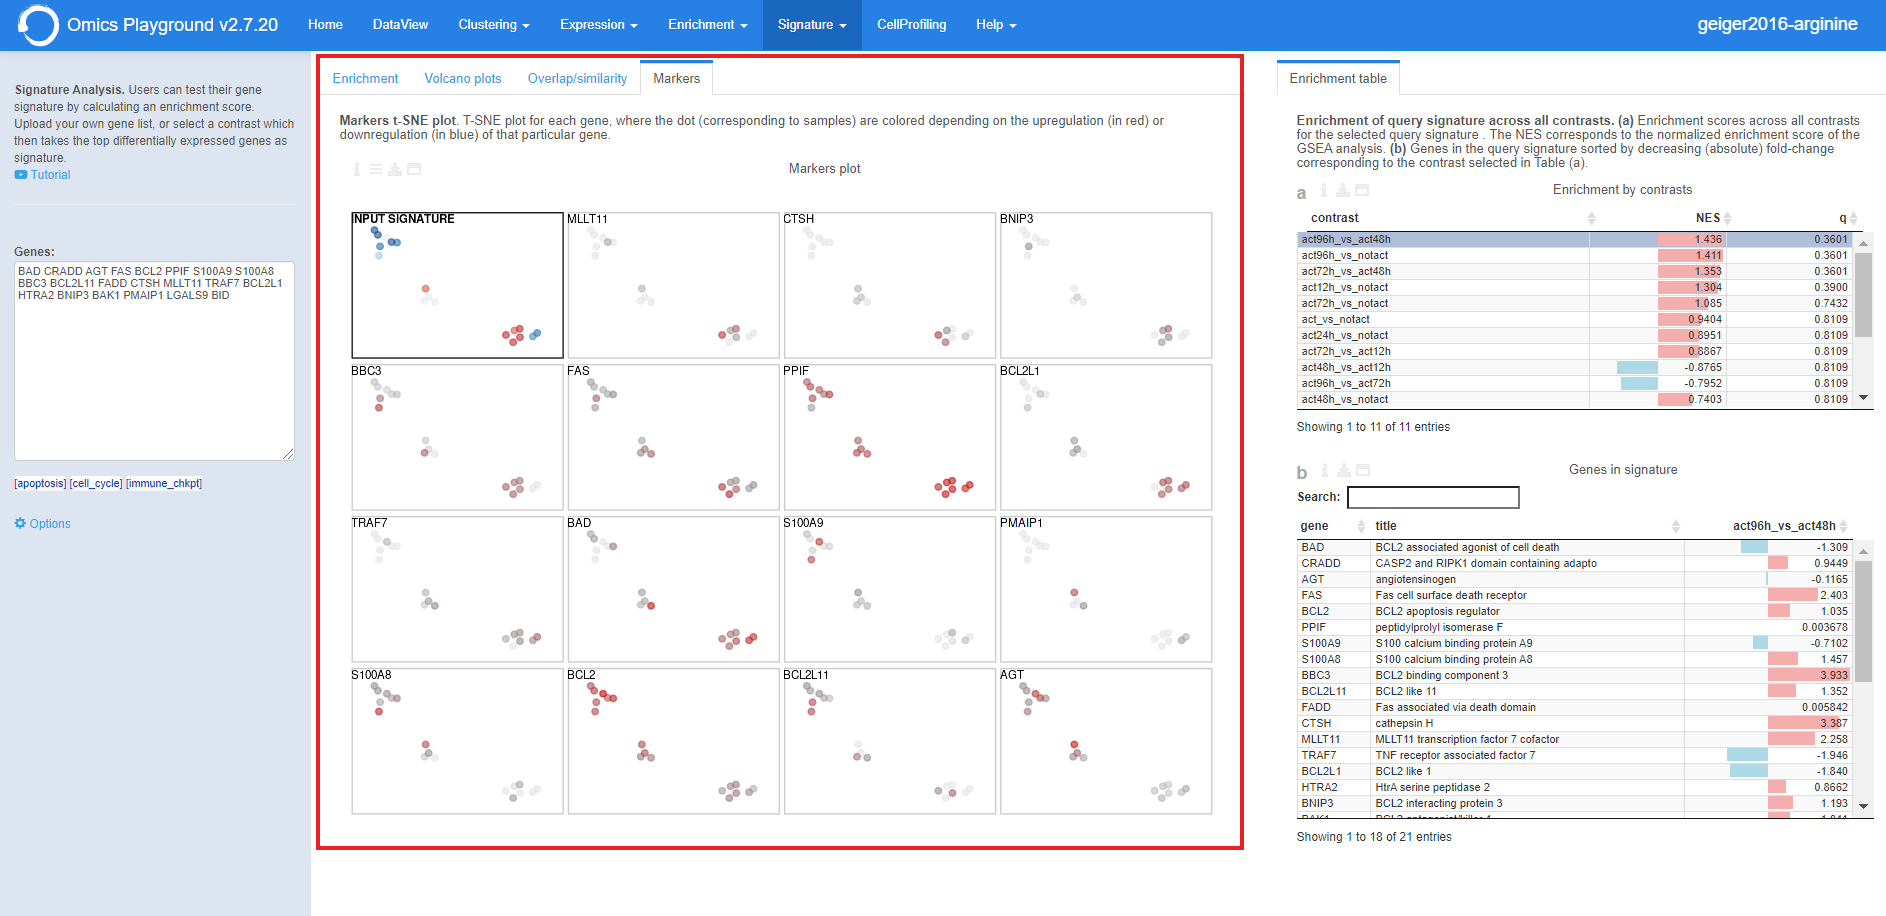 Omics Playground v2.7.20
Home
DataView
Clustering
Expression
Enrichment
Signature
CellProfiling
Help
geiger2016-arginine
Signature Analysis. Users can test their gene
signature by calculating an enrichment score.
Upload your own gene list, or select a contrast which
then takes the top differentially expressed genes as
signature.
Tutorial
Genes:
BAD CRADD AGT FAS BCL2 PPIF S100A9 S100A8
BBC3 BCL2L11 FADD CTSH MLLT11 TRAF7 BCL2L1
HTRA2 BNIP3 BAK1 PMAIP1 LGALS9 BID
[apoptosis] [cell_cycle] [immune_chkpt]
Options
Enrichment
Volcano plots
Overlap/similarity
Markers
Markers t-SNE plot. T-SNE plot for each gene, where the dot (corresponding to samples) are colored depending on the upregulation (in red) or
downregulation (in blue) of that particular gene.
Markers plot
INPUT SIGNATURE
MLLT11
CTSH
BNIP3
BBC3
FAS
PPIF
BCL2L1
TRAF7
BAD
S100A9
PMAIP1
S100A8
BCL2
BCL2L11
AGT
Enrichment table
Enrichment of query signature across all contrasts. (a) Enrichment scores across all contrasts
for the selected query signature . The NES corresponds to the normalized enrichment score of the
GSEA analysis. (b) Genes in the query signature sorted by decreasing (absolute) fold-change
corresponding to the contrast selected in Table (a).
a
Enrichment by contrasts
contrast NES q
act96h_vs_act48h 1.436 0.3601
act96h_vs_notact 1.411 0.3601
act72h_vs_act48h 1.353 0.3601
act12h_vs_notact 1.304 0.3900
act72h_vs_notact 1.085 0.7432
act_vs_notact 0.9404 0.8109
act24h_vs_notact 0.8951 0.8109
act72h_vs_act12h 0.8867 0.8109
act48h_vs_act12h -0.8765 0.8109
act96h_vs_act72h -0.7952 0.8109
act48h_vs_notact 0.7403 0.8109
Showing 1 to 11 of 11 entries
b
Genes in signature
Search:
gene title act96h_vs_act48h
BAD BCL2 associated agonist of cell death -1.309
CRADD CASP2 and RIPK1 domain containing adapto 0.9449
AGT angiotensinogen -0.1165
FAS Fas cell surface death receptor 2.403
BCL2 BCL2 apoptosis regulator 1.035
PPIF peptidylprolyl isomerase F 0.003678
S100A9 S100 calcium binding protein A9 -0.7102
S100A8 S100 calcium binding protein A8 1.457
BBC3 BCL2 binding component 3 3.933
BCL2L11 BCL2 like 11 1.352
FADD Fas associated via death domain 0.005842
CTSH cathepsin H 3.387
MLLT11 MLLT11 transcription factor 7 cofactor 2.258
TRAF7 TNF receptor associated factor 7 -1.946
BCL2L1 BCL2 like 1 -1.840
HTRA2 HtrA serine peptidase 2 0.8662
BNIP3 BCL2 interacting protein 3 1.193
BAK1 BCL2 antagonist/killer 1
Showing 1 to 18 of 21 entries